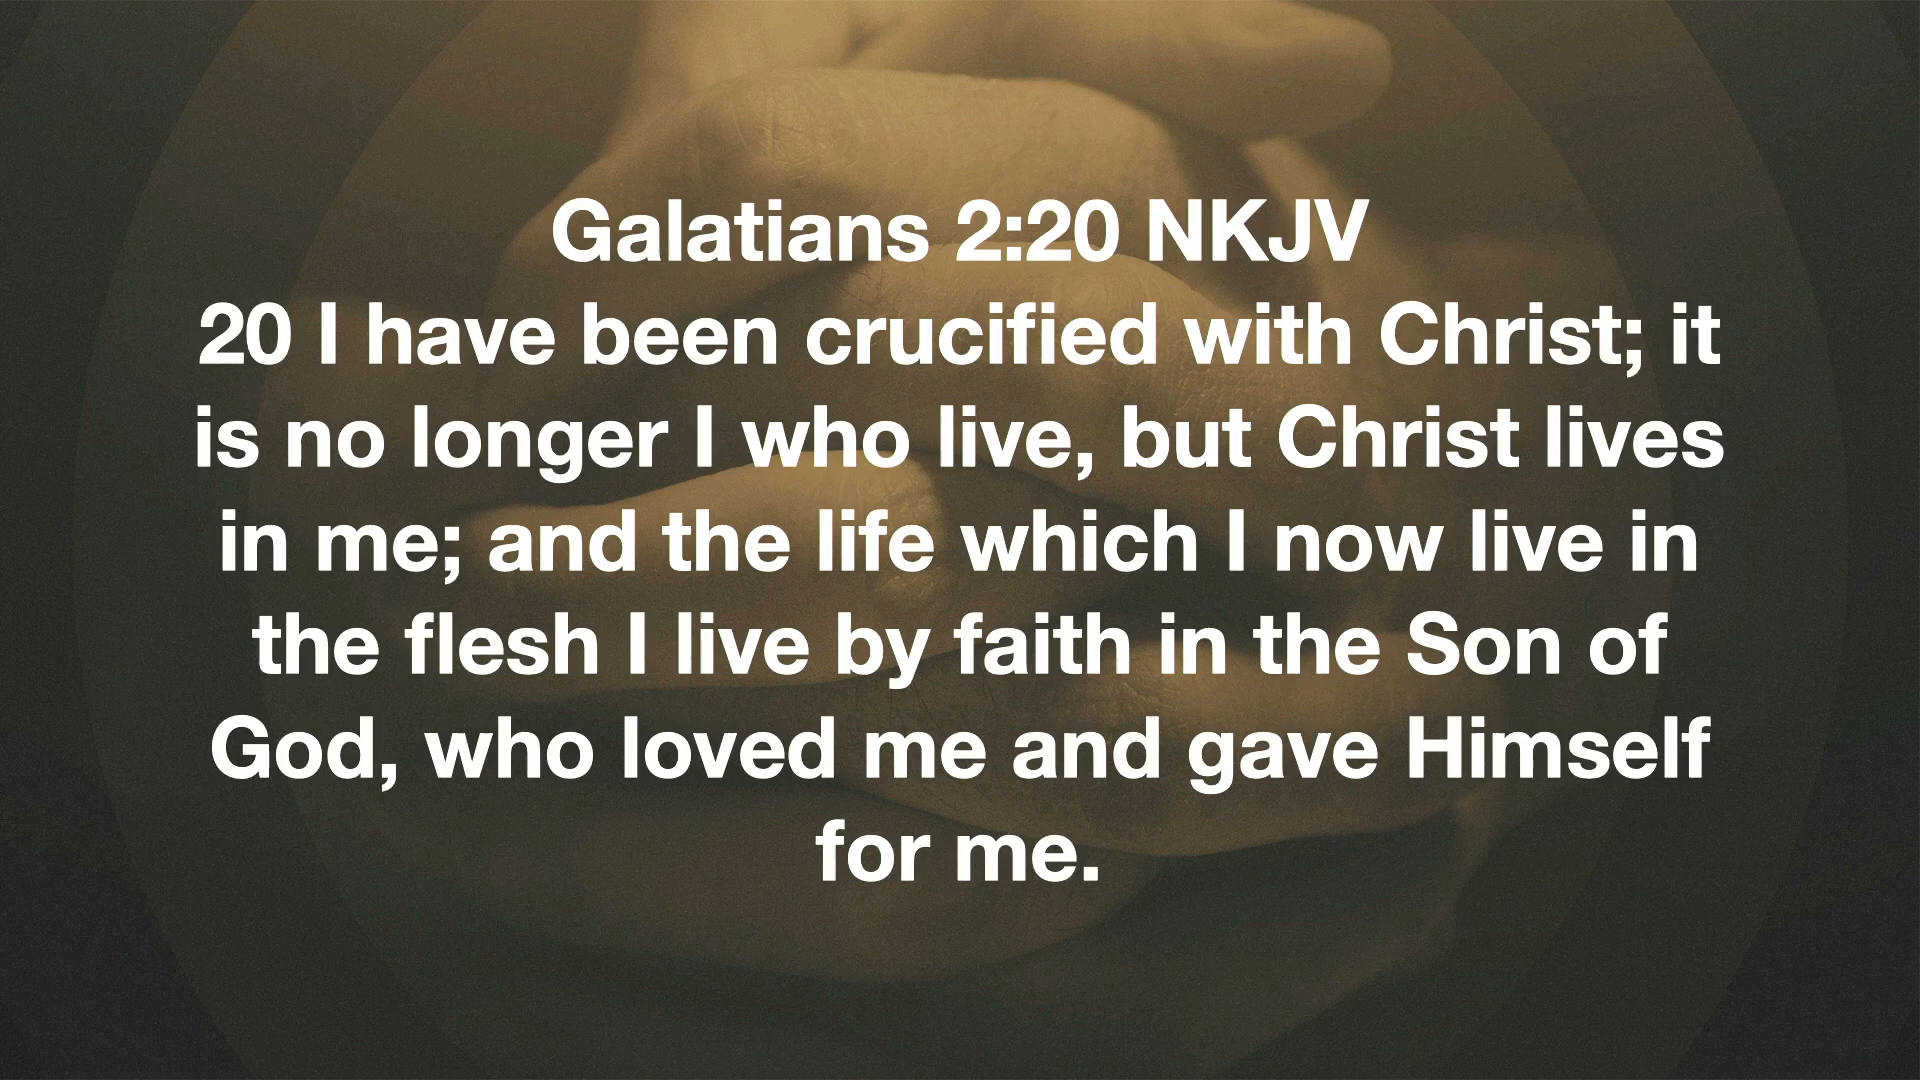 Galatians 2:20 NKJV
20 I have been crucified with Christ; it
is no longer I who live, but Christ lives
in me; and the life which I now live in
the flesh I live by faith in the Son of
God, who loved me and gave Himself
for me.